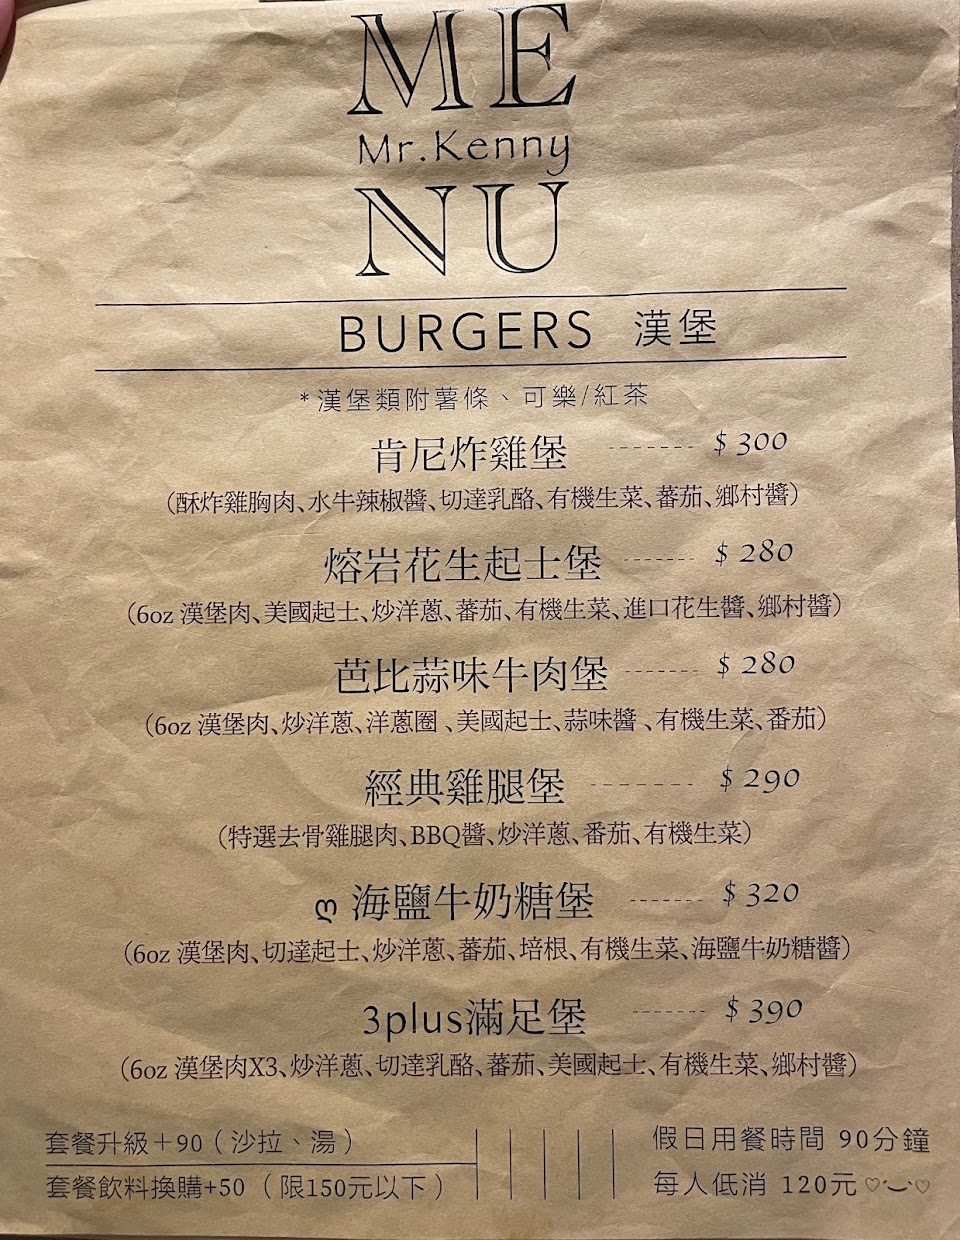 ME
Mr.Kenny
NU
BURGERS 漢堡
*漢堡類附薯條、可樂/紅茶
肯尼炸雞堡 -------- $ 300
(酥炸雞胸肉、水牛辣椒醬、切達乳酪、有機生菜、蕃茄、鄉村醬)
熔岩花生起士堡 ------- $ 280
(6oz 漢堡肉、美國起士、炒洋蔥、蕃茄、有機生菜、進口花生醬、鄉村醬)
芭比蒜味牛肉堡 ------- $ 280
(6oz 漢堡肉、炒洋蔥、洋蔥圈、美國起士、蒜味醬、有機生菜、番茄)
經典雞腿堡 --------- $ 290
(特選去骨雞腿肉、BBQ醬、炒洋蔥、番茄、有機生菜)
ღ 海鹽牛奶糖堡 ------- $ 320
(6oz 漢堡肉、切達起士、炒洋蔥、蕃茄、培根、有機生菜、海鹽牛奶糖醬)
3plus滿足堡 ------- $ 390
(6oz 漢堡肉X3、炒洋蔥、切達乳酪、蕃茄、美國起士、有機生菜、鄉村醬)
套餐升級+90(沙拉、湯)
套餐飲料換購+50(限150元以下)
假日用餐時間 90分鐘
每人低消 120元♡·͜·♡